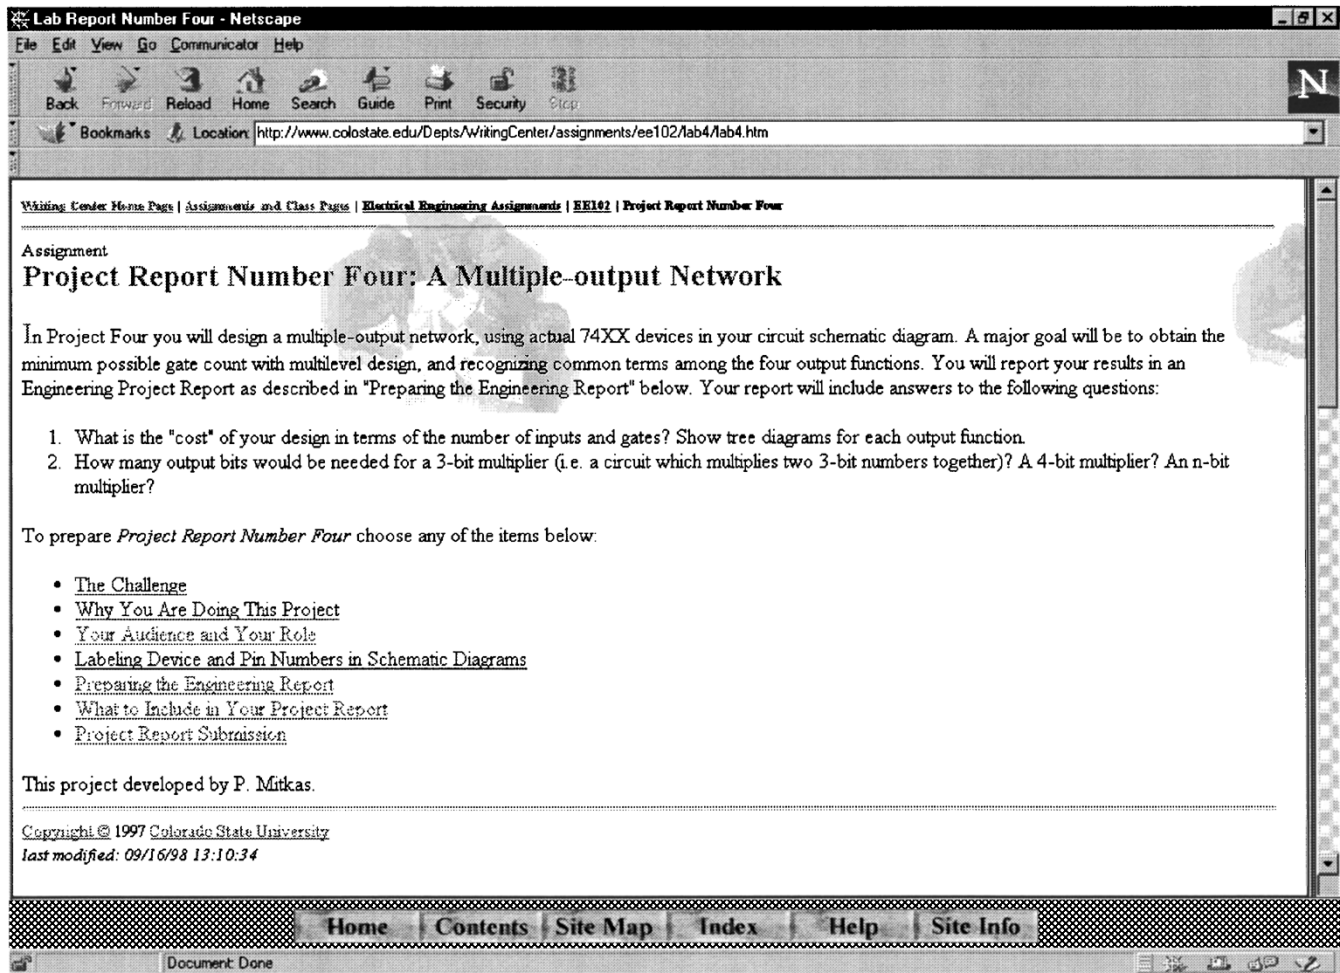 Lab Report Number Four - Netscape
File Edit View Go Communicator Help
Back Forward Reload Home Search Guide Print Security Stop
N
Bookmarks Location: http://www.colostate.edu/Depts/WritingCenter/assignments/ee102/lab4/lab4.htm
Writing Center Home Page | Assignments and Class Pages | Electrical Engineering Assignments | EE102 | Project Report Number Four
Assignment
Project Report Number Four: A Multiple-output Network
In Project Four you will design a multiple-output network, using actual 74XX devices in your circuit schematic diagram. A major goal will be to obtain the
minimum possible gate count with multilevel design, and recognizing common terms among the four output functions. You will report your results in an
Engineering Project Report as described in "Preparing the Engineering Report" below. Your report will include answers to the following questions:
1. What is the "cost" of your design in terms of the number of inputs and gates? Show tree diagrams for each output function.
2. How many output bits would be needed for a 3-bit multiplier (i.e. a circuit which multiplies two 3-bit numbers together)? A 4-bit multiplier? An n-bit
multiplier?
To prepare Project Report Number Four choose any of the items below:
• The Challenge
• Why You Are Doing This Project
• Your Audience and Your Role
• Labeling Device and Pin Numbers in Schematic Diagrams
• Preparing the Engineering Report
• What to Include in Your Project Report
• Project Report Submission
This project developed by P. Mitkas.
Copyright © 1997 Colorado State University
last modified: 09/16/98 13:10:34
Home Contents Site Map Index Help Site Info
Document: Done